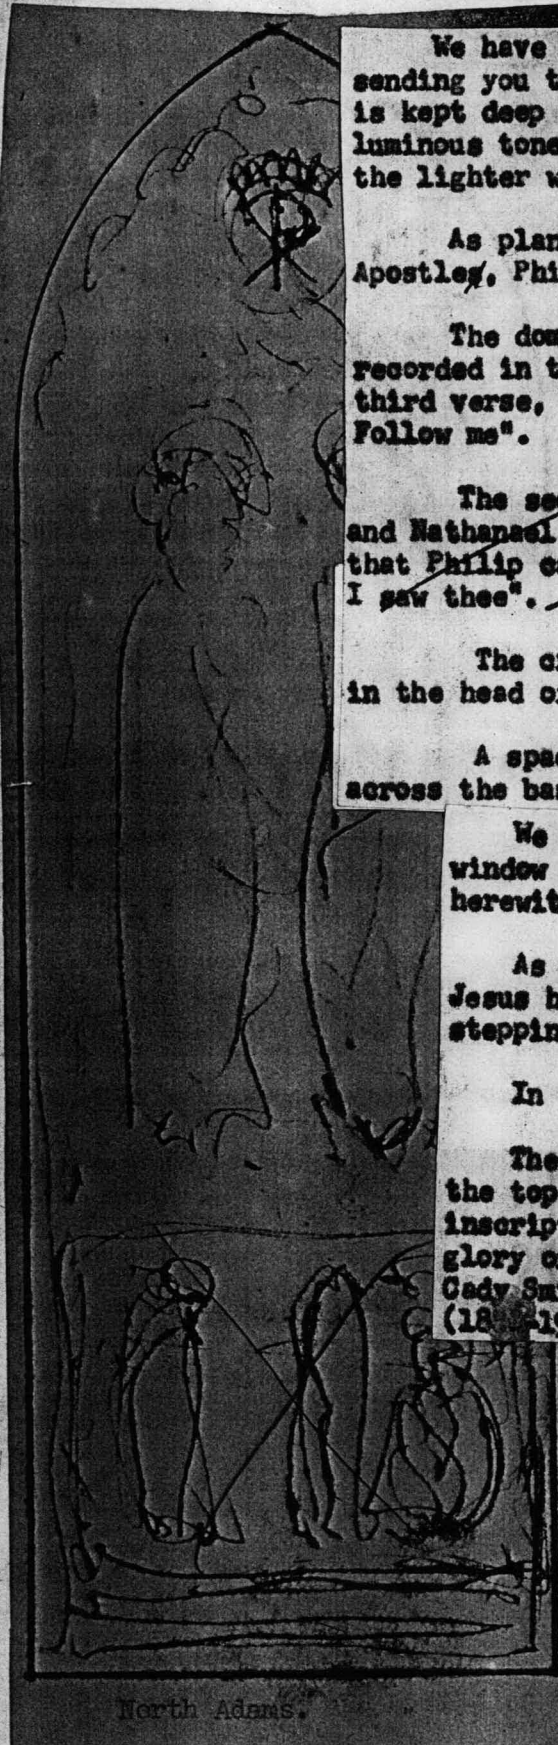 We have
sending you t
is kept deep
luminous tone
the lighter w
As plan
Apostles, Phi
The dom
recorded in t
third verse,
Follow me".
The se
and Nathanael
that Philip c
I saw thee".
The c
in the head o
A spac
across the ba
We
window
herewit
As
Jesus h
steppin
In
The
the top
inscrip
glory o
Cady Sm
North Adams.